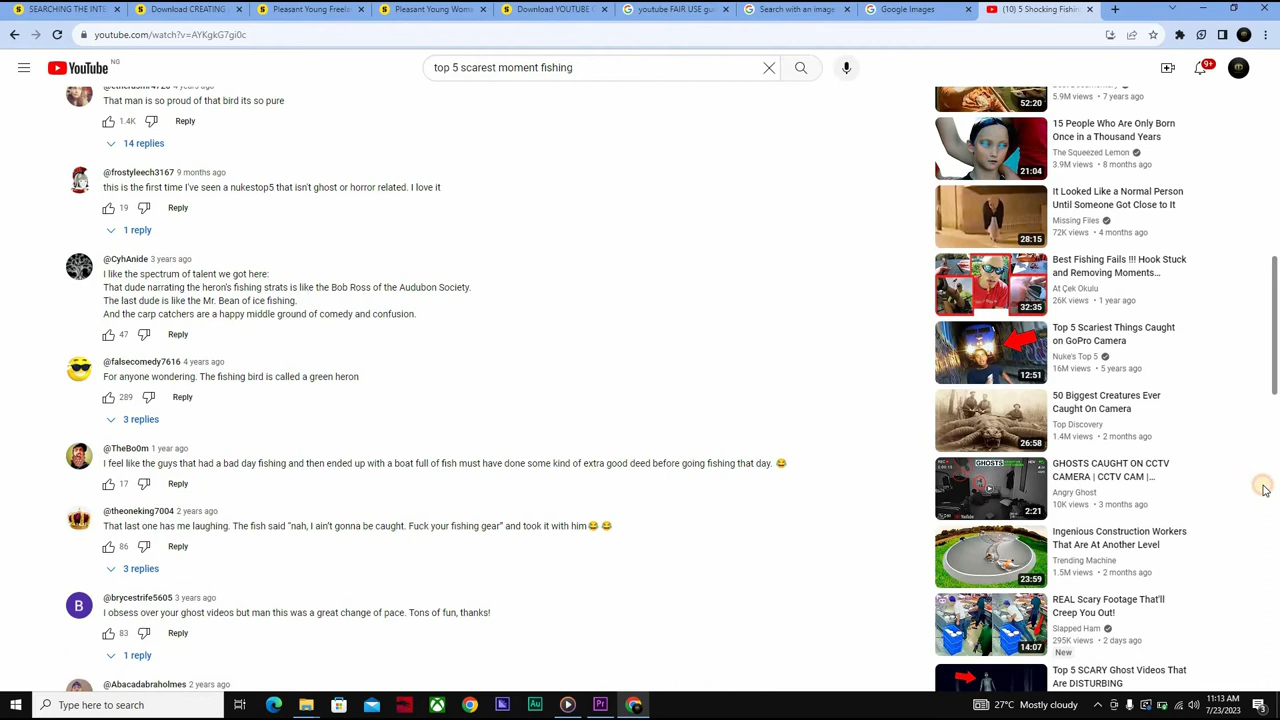 SEARCHING THE INTE
Download CREATING A
Pleasant Young Freela
Pleasant Young Wom
Download YOUTUBE C
youtube FAIR USE gui
Search with an image
Google Images
(10) 5 Shocking Fishin
youtube.com/watch?v=AYKgkG7gi0c
YouTube NG
top 5 scarest moment fishing
9+
4 years ago
That man is so proud of that bird its so pure
1.4K Reply
14 replies
@frostyleech3167 9 months ago
this is the first time I've seen a nukestop5 that isn't ghost or horror related. I love it
19 Reply
1 reply
@CyhAnide 3 years ago
I like the spectrum of talent we got here:
That dude narrating the heron's fishing strats is like the Bob Ross of the Audubon Society.
The last dude is like the Mr. Bean of ice fishing.
And the carp catchers are a happy middle ground of comedy and confusion.
47 Reply
@falsecomedy7616 4 years ago
For anyone wondering. The fishing bird is called a green heron
289 Reply
3 replies
@TheBo0m 1 year ago
I feel like the guys that had a bad day fishing and then ended up with a boat full of fish must have done some kind of extra good deed before going fishing that day. 😂
17 Reply
@theoneking7004 2 years ago
That last one has me laughing. The fish said “nah, I ain’t gonna be caught. Fuck your fishing gear” and took it with him😂 😂
86 Reply
3 replies
B
@brycestrife5605 3 years ago
I obsess over your ghost videos but man this was a great change of pace. Tons of fun, thanks!
83 Reply
1 reply
@Abacadabraholmes 2 years ago
52:20
5.9M views • 7 years ago
15 People Who Are Only Born
Once in a Thousand Years
The Squeezed Lemon
3.9M views • 8 months ago
21:04
It Looked Like a Normal Person
Until Someone Got Close to It
Missing Files
72K views • 4 months ago
28:15
Best Fishing Fails !!! Hook Stuck
and Removing Moments...
At Çek Okulu
26K views • 1 year ago
32:35
Top 5 Scariest Things Caught
on GoPro Camera
Nuke's Top 5
16M views • 5 years ago
12:51
50 Biggest Creatures Ever
Caught On Camera
Top Discovery
1.4M views • 2 months ago
26:58
GHOSTS CAUGHT ON CCTV
CAMERA | CCTV CAM |...
Angry Ghost
10K views • 3 months ago
GHOSTS
2:21
Ingenious Construction Workers
That Are At Another Level
Trending Machine
1.5M views • 2 months ago
23:59
REAL Scary Footage That'll
Creep You Out!
Slapped Ham
295K views • 2 days ago
New
14:07
Top 5 SCARY Ghost Videos That
Are DISTURBING
Type here to search
27°C Mostly cloudy
11:13 AM
7/23/2023